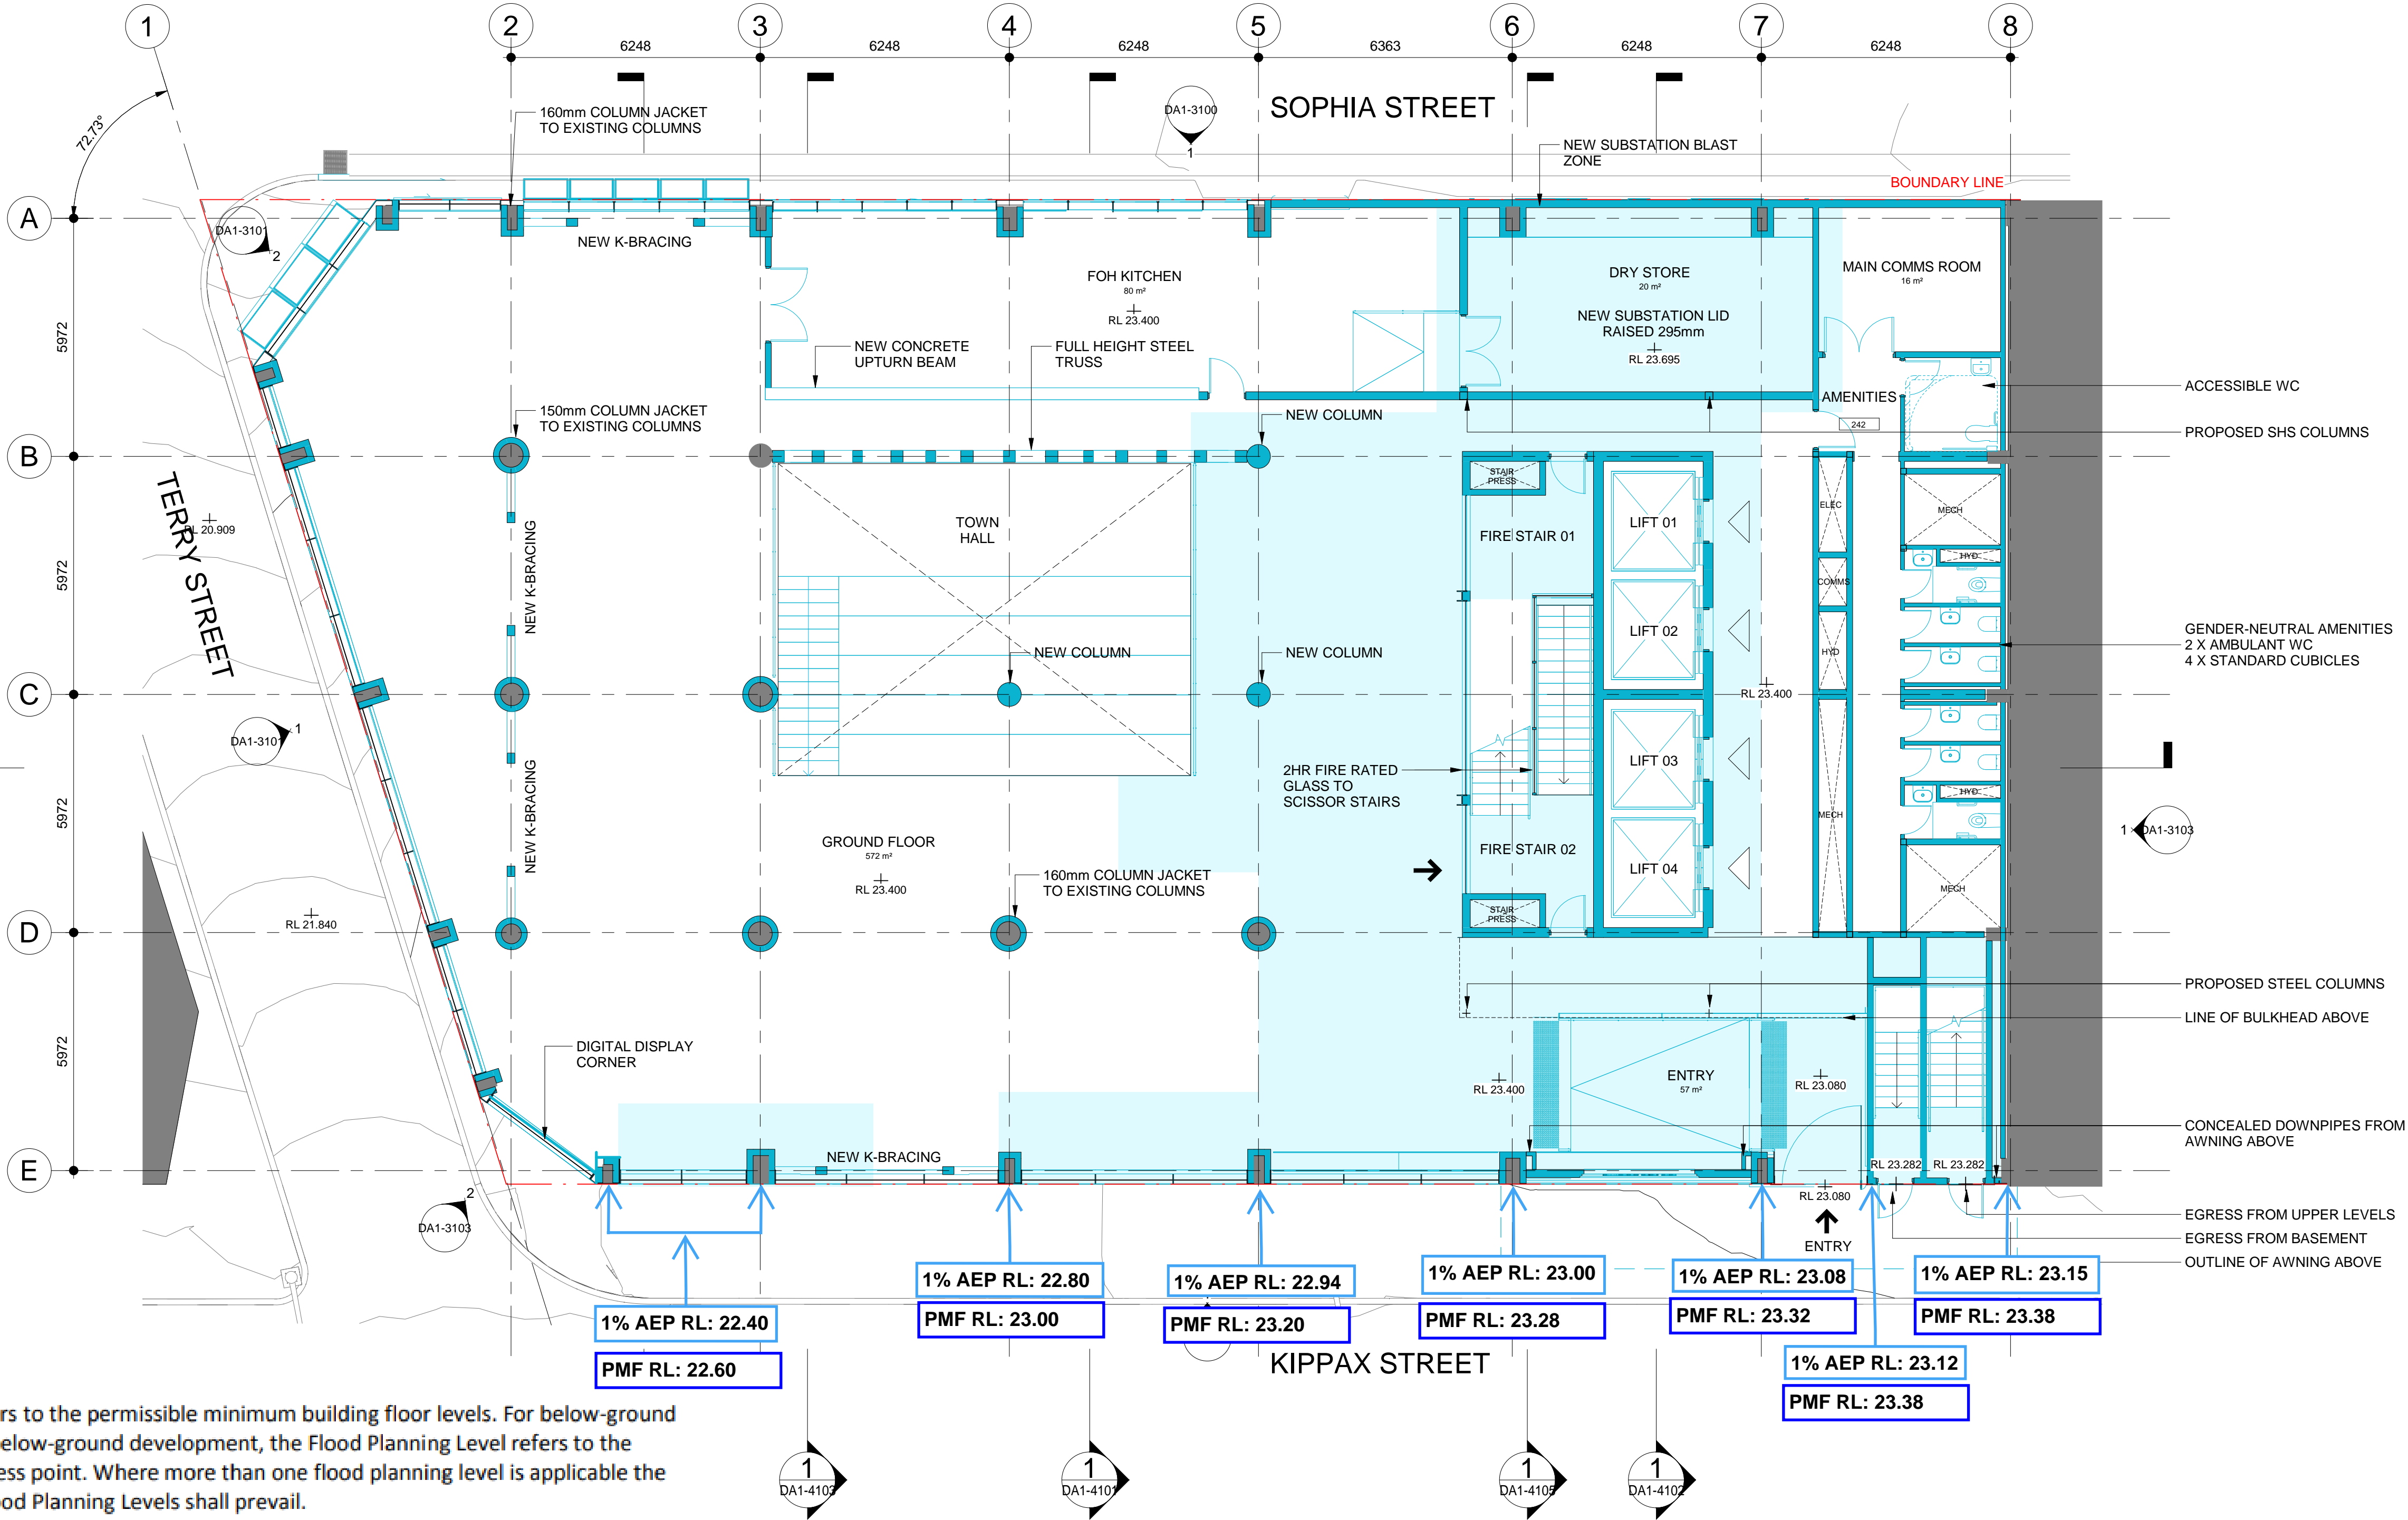 1
2
3
4
5
6
7
8
6248
6248
6248
6363
6248
6248
72.73°
160mm COLUMN JACKET
TO EXISTING COLUMNS
DA1-3100
1
SOPHIA STREET
NEW SUBSTATION BLAST
ZONE
BOUNDARY LINE
A
DA1-3101
2
NEW K-BRACING
FOH KITCHEN
80 m²
RL 23.400
DRY STORE
20 m²
NEW SUBSTATION LID
RAISED 295mm
RL 23.695
MAIN COMMS ROOM
16 m²
5972
NEW CONCRETE
UPTURN BEAM
FULL HEIGHT STEEL
TRUSS
ACCESSIBLE WC
AMENITIES
242
150mm COLUMN JACKET
TO EXISTING COLUMNS
NEW COLUMN
PROPOSED SHS COLUMNS
B
STAIR
PRESS
TERRY STREET
RL 20.909
NEW K-BRACING
TOWN
HALL
FIRE STAIR 01
LIFT 01
ELEC
MECH
5972
HYD
COMMS
LIFT 02
HYD
GENDER-NEUTRAL AMENITIES
2 X AMBULANT WC
4 X STANDARD CUBICLES
NEW COLUMN
NEW COLUMN
C
RL 23.400
DA1-3101
1
LIFT 03
2HR FIRE RATED
GLASS TO
SCISSOR STAIRS
5972
NEW K-BRACING
HYD
MECH
1
DA1-3103
GROUND FLOOR
572 m²
RL 23.400
FIRE STAIR 02
LIFT 04
160mm COLUMN JACKET
TO EXISTING COLUMNS
MECH
RL 21.840
STAIR
PRESS
D
PROPOSED STEEL COLUMNS
LINE OF BULKHEAD ABOVE
5972
DIGITAL DISPLAY
CORNER
RL 23.400
ENTRY
57 m²
RL 23.080
CONCEALED DOWNPIPES FROM
AWNING ABOVE
E
NEW K-BRACING
RL 23.282
RL 23.282
RL 23.080
2
DA1-3103
EGRESS FROM UPPER LEVELS
EGRESS FROM BASEMENT
ENTRY
OUTLINE OF AWNING ABOVE
1% AEP RL: 22.40
PMF RL: 22.60
1% AEP RL: 22.80
PMF RL: 23.00
1% AEP RL: 22.94
PMF RL: 23.20
1% AEP RL: 23.00
PMF RL: 23.28
1% AEP RL: 23.08
PMF RL: 23.32
1% AEP RL: 23.15
PMF RL: 23.38
1% AEP RL: 23.12
PMF RL: 23.38
KIPPAX STREET
rs to the permissible minimum building floor levels. For below-ground
elow-ground development, the Flood Planning Level refers to the
ess point. Where more than one flood planning level is applicable the
ood Planning Levels shall prevail.
1
DA1-4103
1
DA1-4101
1
DA1-4105
1
DA1-4102